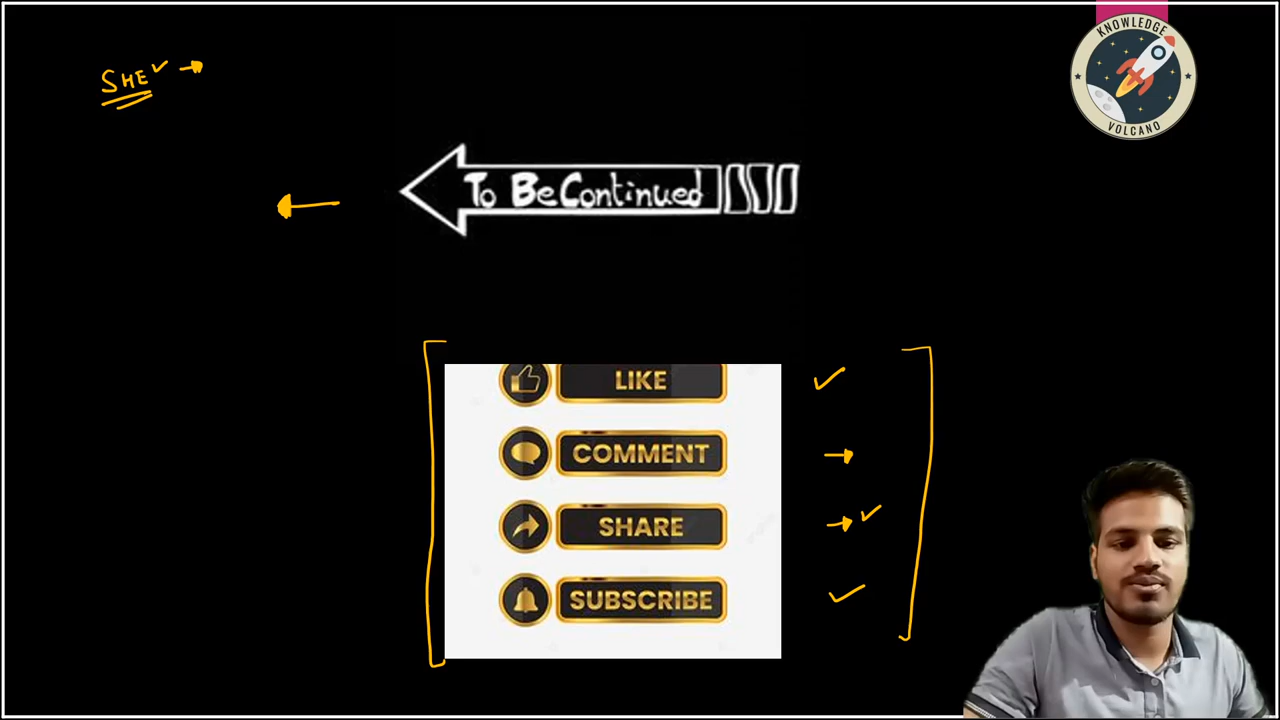 SHE
KNOWLEDGE
VOLCANO
To Be Continued
LIKE
COMMENT
SHARE
SUBSCRIBE